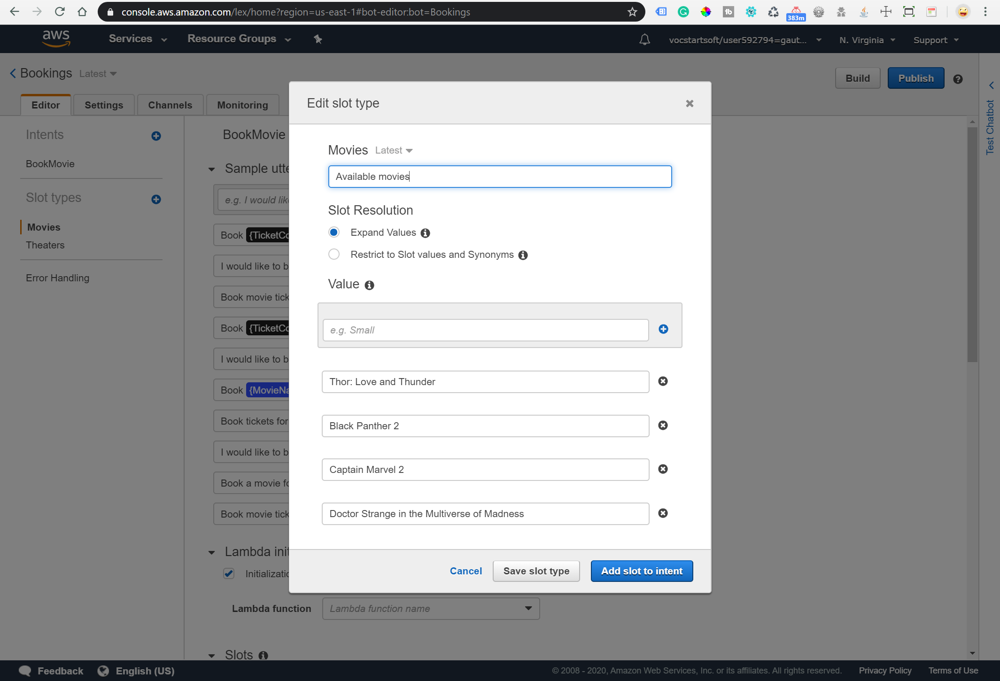 console.aws.amazon.com/lex/home?region=us-east-1#bot-editor:bot=Bookings
383m
aws
Services
Resource Groups
vocstartsoft/user592794=gaut...
N. Virginia
Support
Bookings
Latest
Build
Publish
Editor
Settings
Channels
Monitoring
Test Chatbot
Intents
BookMovie
Slot types
Movies
Theaters
Error Handling
BookMovie
Sample utte
e.g. I would lik
Book {TicketCo
I would like to b
Book movie tick
Book {TicketCo
I would like to b
Book {MovieNa
Book tickets for
I would like to b
Book a movie fo
Book movie tick
Lambda init
Initializatio
Lambda function
Lambda function name
Slots
Edit slot type
Movies Latest
Available movies
Slot Resolution
Expand Values
Restrict to Slot values and Synonyms
Value
e.g. Small
Thor: Love and Thunder
Black Panther 2
Captain Marvel 2
Doctor Strange in the Multiverse of Madness
Cancel
Save slot type
Add slot to intent
Feedback
English (US)
© 2008 - 2020, Amazon Web Services, Inc. or its affiliates. All rights reserved.
Privacy Policy
Terms of Use